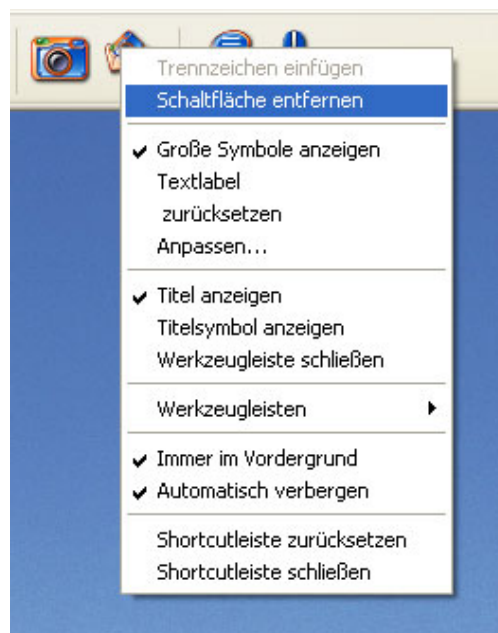 Trennzeichen einfügen
Schaltfläche entfernen
Große Symbole anzeigen
Textlabel
zurücksetzen
Anpassen...
Titel anzeigen
Titelsymbol anzeigen
Werkzeugleiste schließen
Werkzeugleisten
Immer im Vordergrund
Automatisch verbergen
Shortcutleiste zurücksetzen
Shortcutleiste schließen